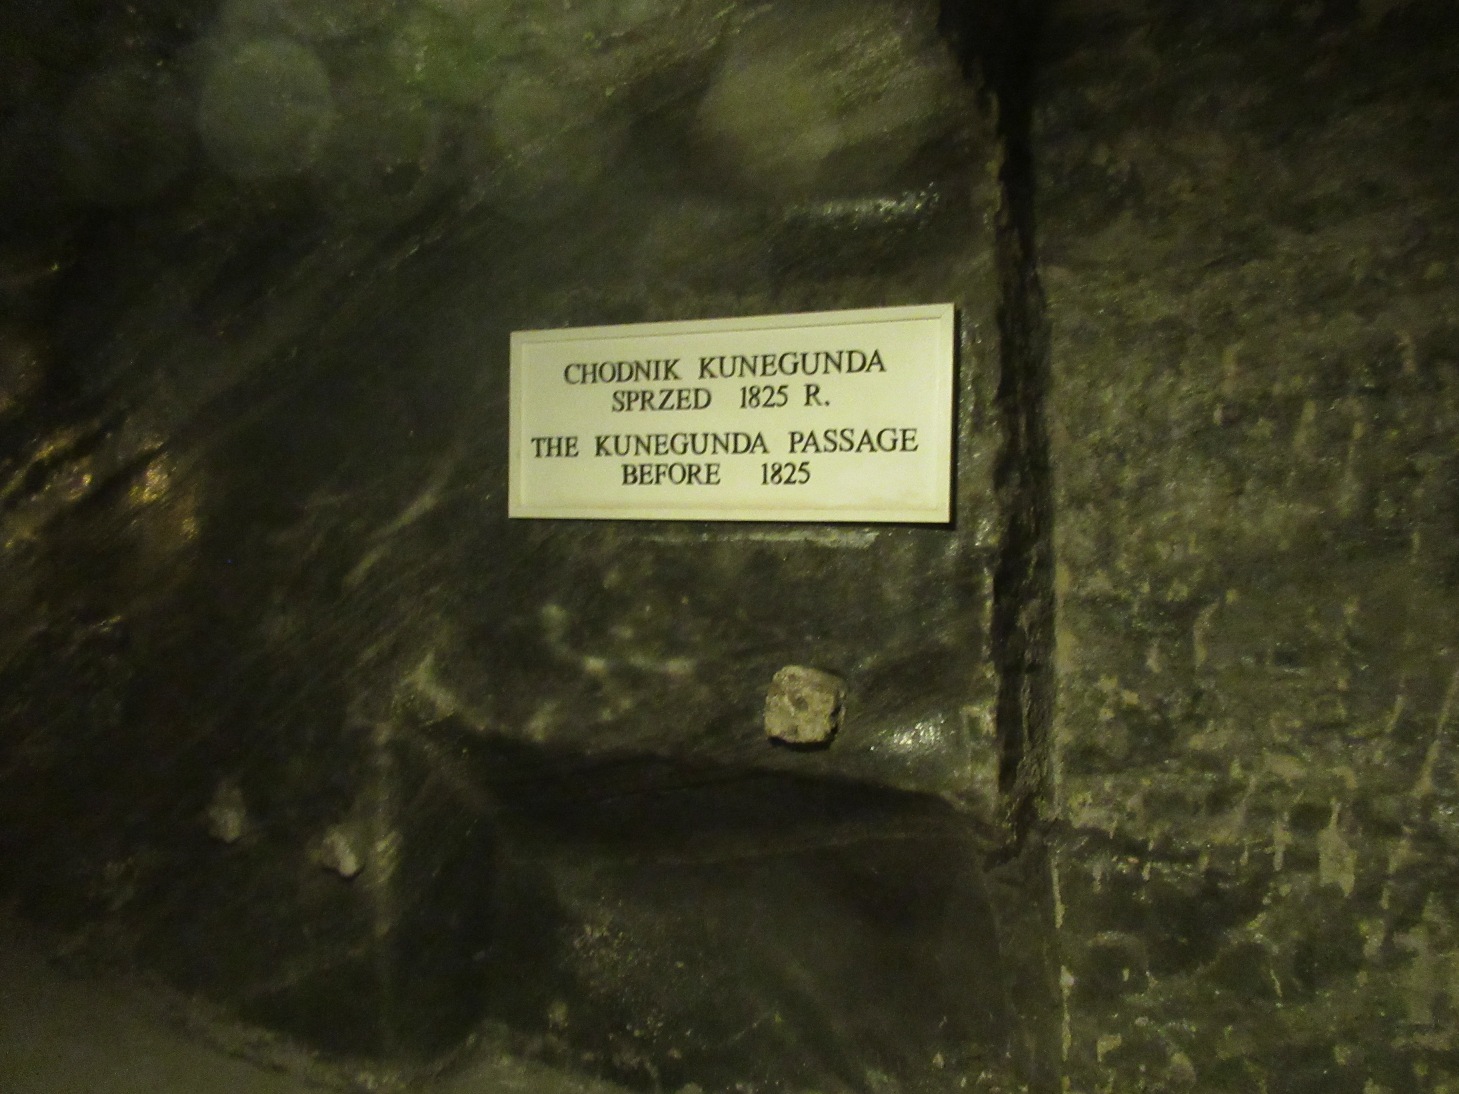 CHODNIK KUNEGUNDA
SPRZED 1825 R.
THE KUNEGUNDA PASSAGE
BEFORE 1825